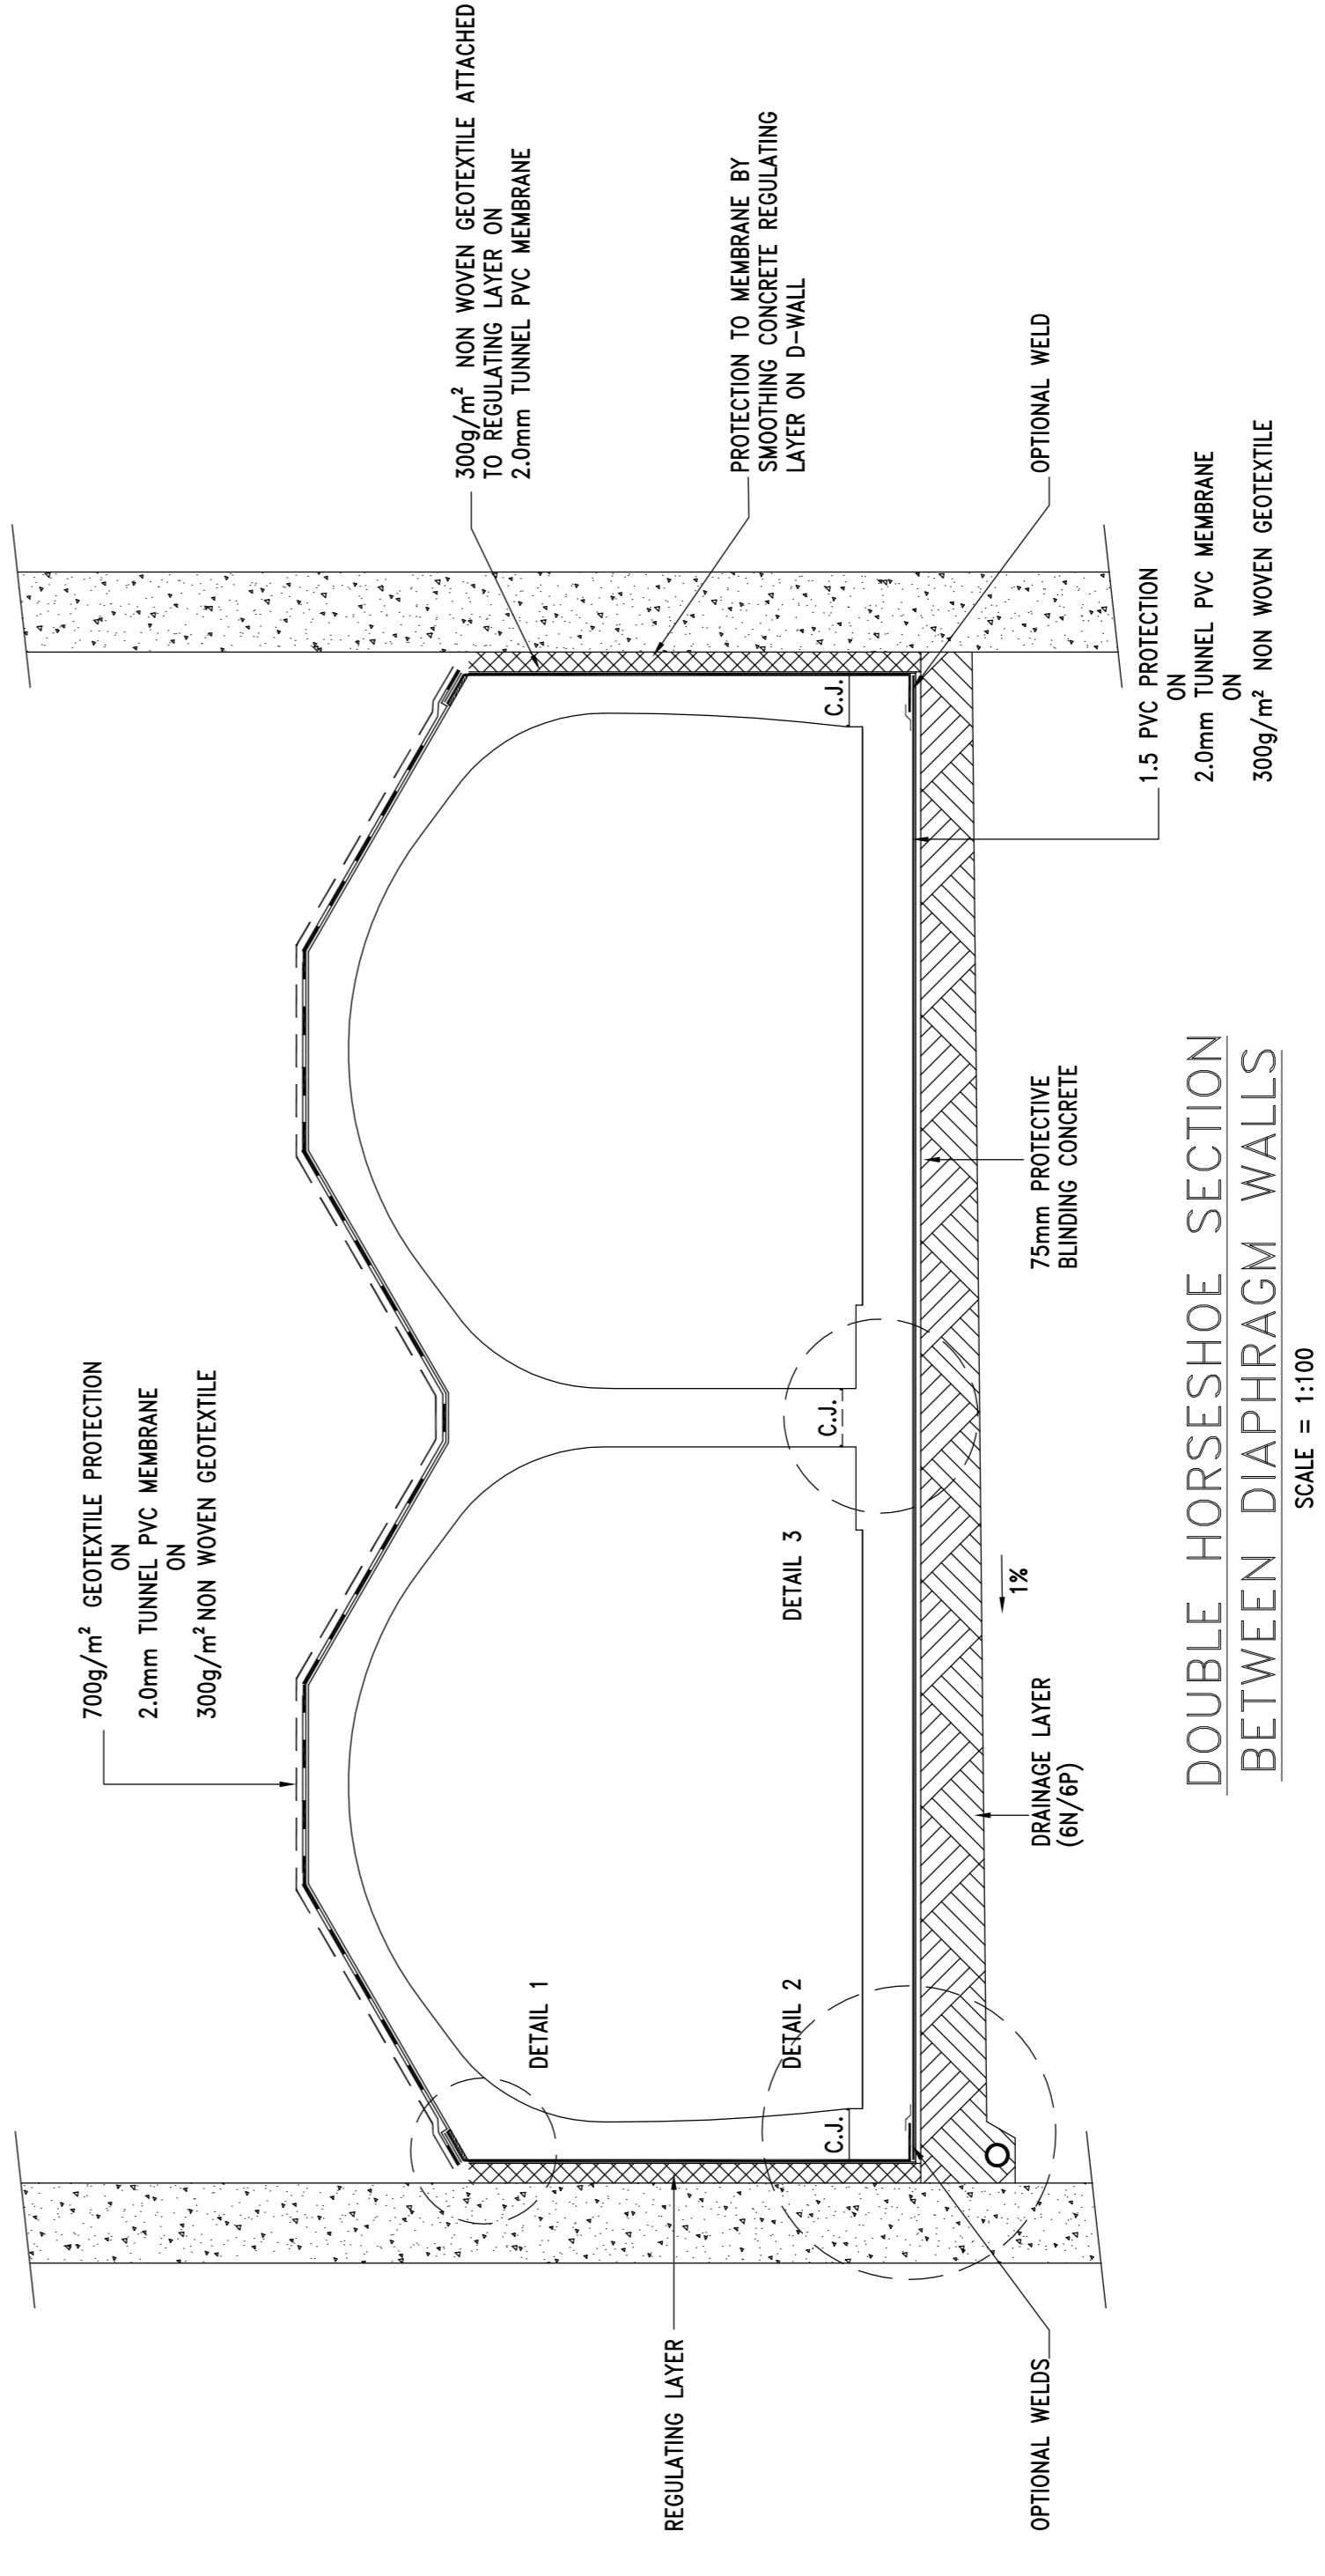 700g/m² GEOTEXTILE PROTECTION
ON
2.0mm TUNNEL PVC MEMBRANE
ON
300g/m² NON WOVEN GEOTEXTILE
300g/m² NON WOVEN GEOTEXTILE ATTACHED
TO REGULATING LAYER ON
2.0mm TUNNEL PVC MEMBRANE
PROTECTION TO MEMBRANE BY
SMOOTHING CONCRETE REGULATING
LAYER ON D-WALL
DETAIL 1
DETAIL 2
DETAIL 3
C.J.
C.J.
C.J.
REGULATING LAYER
OPTIONAL WELDS
DRAINAGE LAYER
(6N/6P)
1%
75mm PROTECTIVE
BLINDING CONCRETE
OPTIONAL WELD
1.5 PVC PROTECTION
ON
2.0mm TUNNEL PVC MEMBRANE
ON
300g/m² NON WOVEN GEOTEXTILE
DOUBLE HORSESHOE SECTION
BETWEEN DIAPHRAGM WALLS
SCALE = 1:100